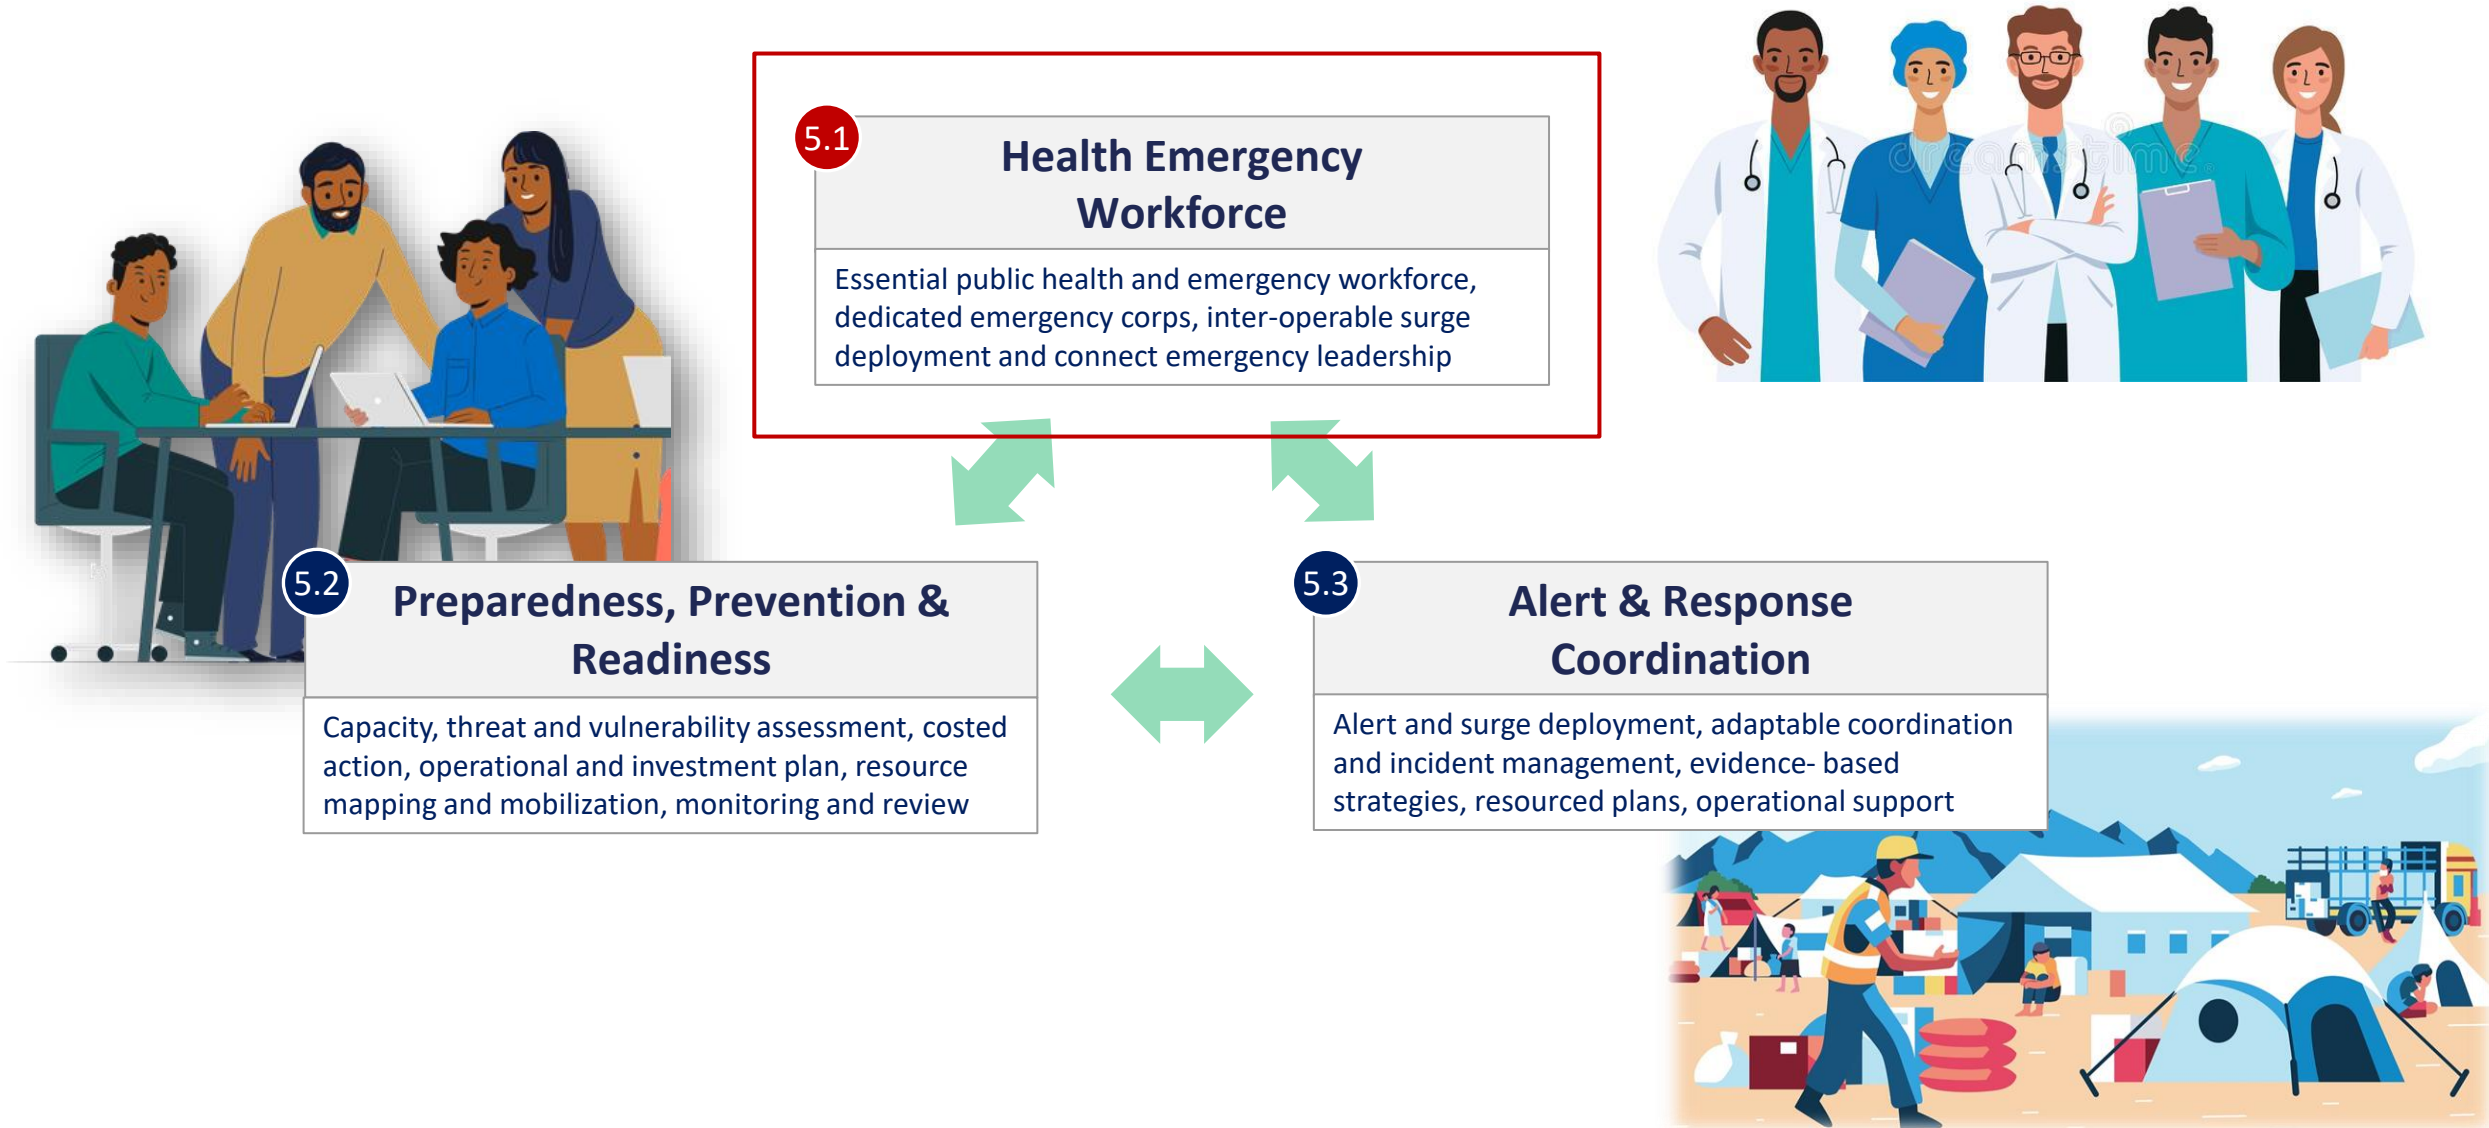 5.1
Health Emergency
Workforce
Essential public health and emergency workforce,
dedicated emergency corps, inter-operable surge
deployment and connect emergency leadership
dreamstime.
5.2
Preparedness, Prevention &
Readiness
Capacity, threat and vulnerability assessment, costed
action, operational and investment plan, resource
mapping and mobilization, monitoring and review
5.3
Alert & Response
Coordination
Alert and surge deployment, adaptable coordination
and incident management, evidence- based
strategies, resourced plans, operational support